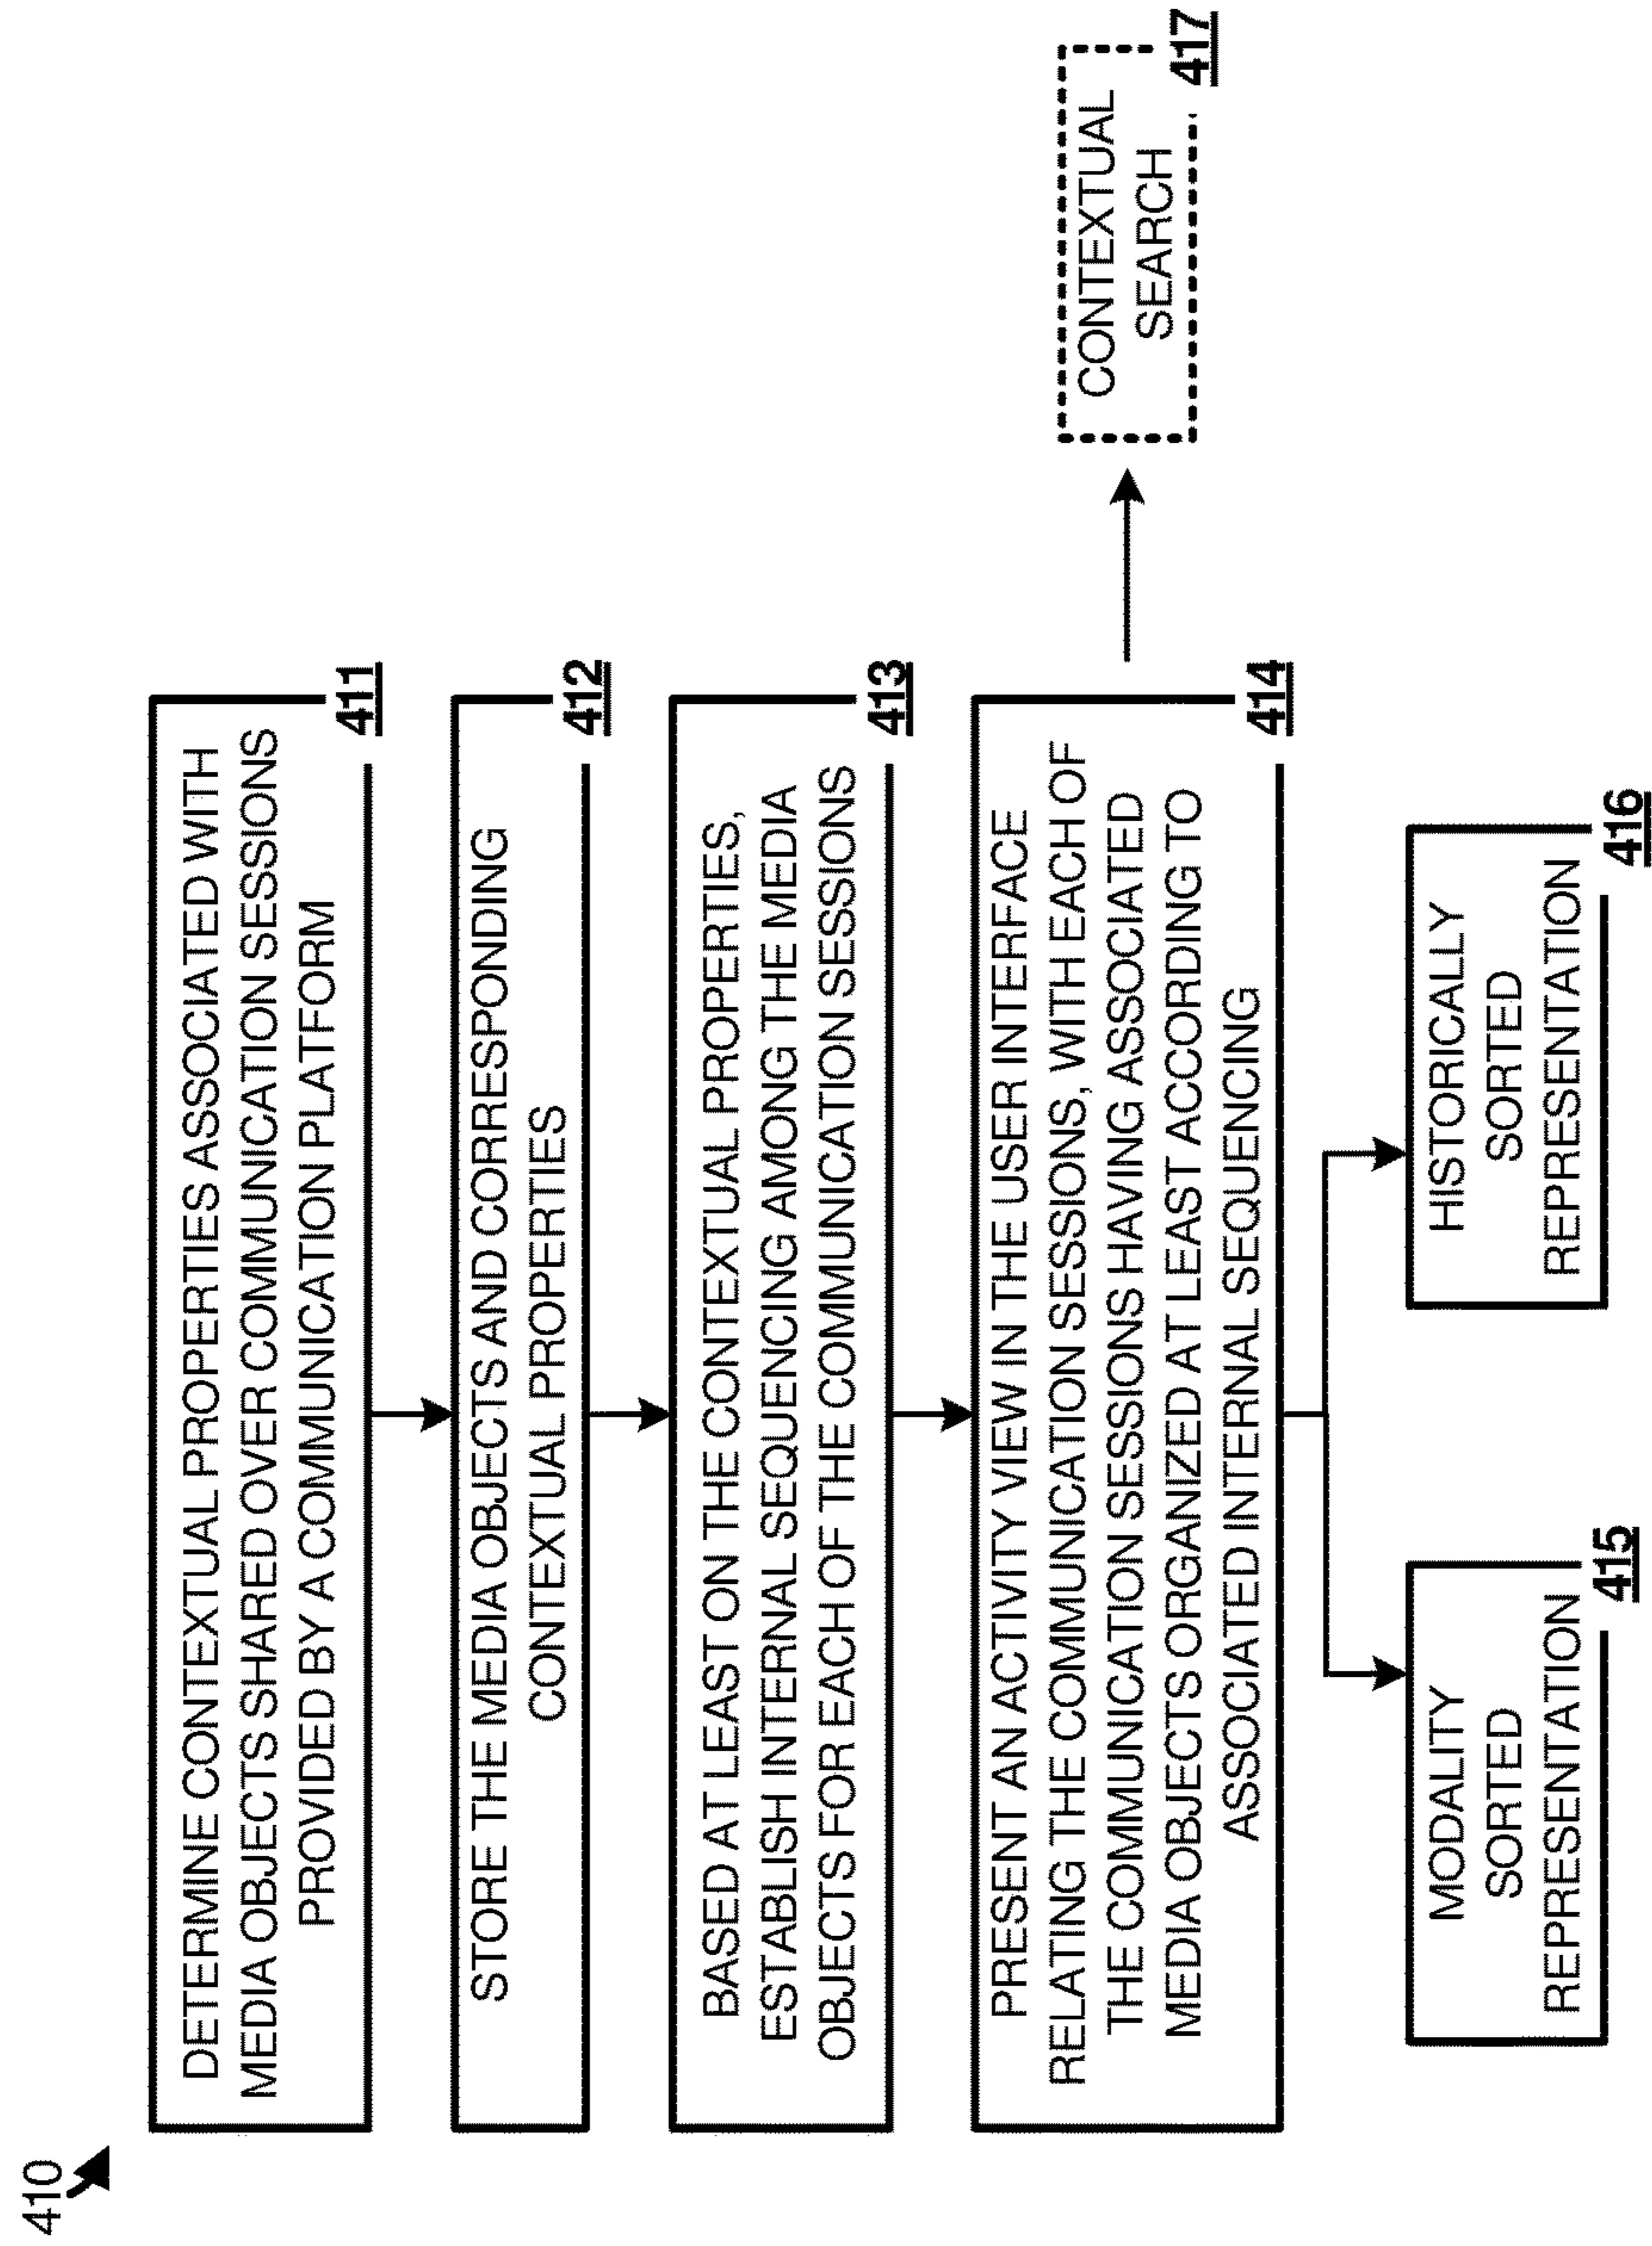 410
DETERMINE CONTEXTUAL PROPERTIES ASSOCIATED WITH
MEDIA OBJECTS SHARED OVER COMMUNICATION SESSIONS
PROVIDED BY A COMMUNICATION PLATFORM
411
STORE THE MEDIA OBJECTS AND CORRESPONDING
CONTEXTUAL PROPERTIES
412
BASED AT LEAST ON THE CONTEXTUAL PROPERTIES,
ESTABLISH INTERNAL SEQUENCING AMONG THE MEDIA
OBJECTS FOR EACH OF THE COMMUNICATION SESSIONS
413
PRESENT AN ACTIVITY VIEW IN THE USER INTERFACE
RELATING THE COMMUNICATION SESSIONS, WITH EACH OF
THE COMMUNICATION SESSIONS HAVING ASSOCIATED
MEDIA OBJECTS ORGANIZED AT LEAST ACCORDING TO
ASSOCIATED INTERNAL SEQUENCING
414
CONTEXTUAL
SEARCH
417
MODALITY
SORTED
REPRESENTATION
415
HISTORICALLY
SORTED
REPRESENTATION
416